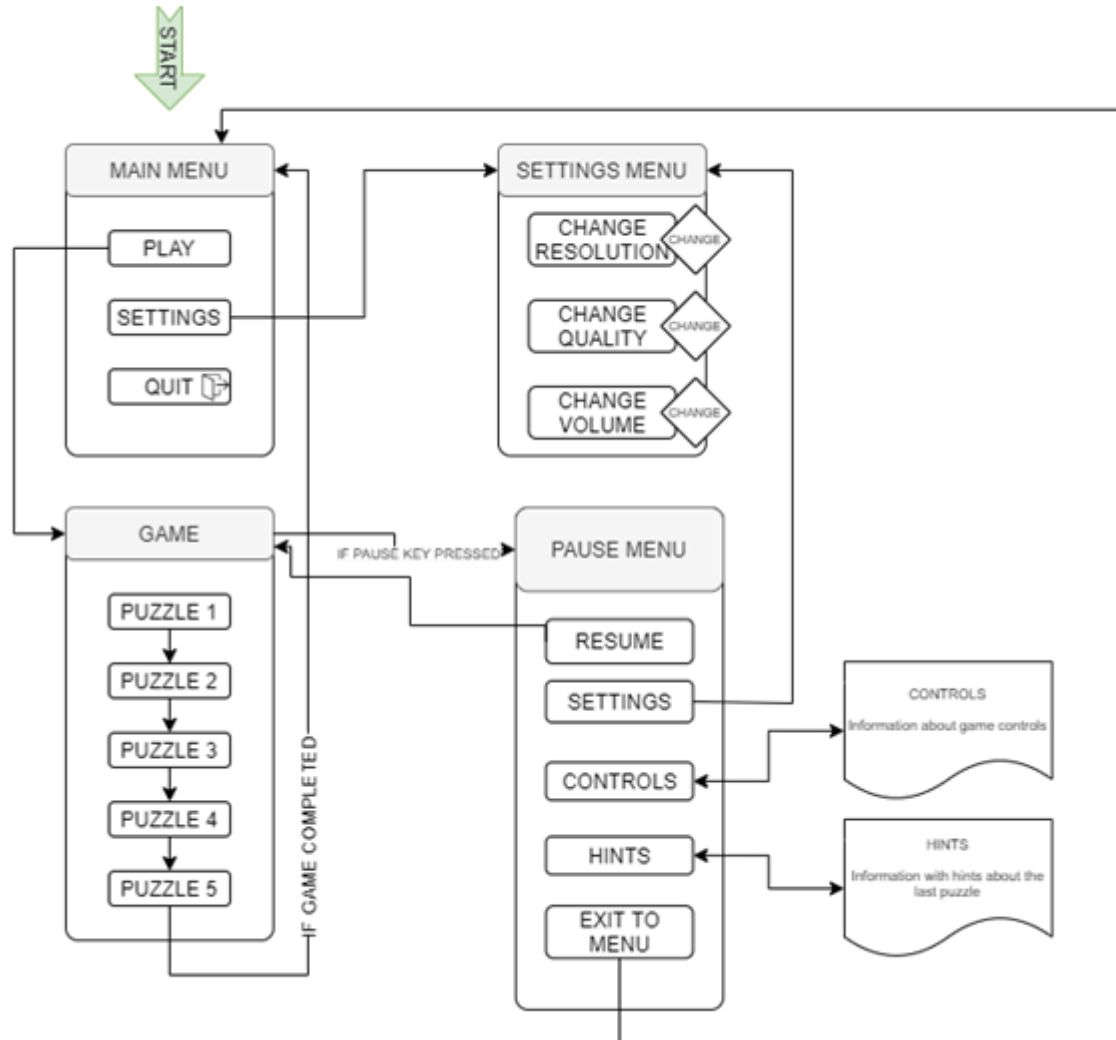 START
MAIN MENU
PLAY
SETTINGS
QUIT
SETTINGS MENU
CHANGE
RESOLUTION
CHANGE
CHANGE
QUALITY
CHANGE
CHANGE
VOLUME
CHANGE
GAME
PUZZLE 1
PUZZLE 2
PUZZLE 3
PUZZLE 4
PUZZLE 5
IF GAME COMPLETED
IF PAUSE KEY PRESSED
PAUSE MENU
RESUME
SETTINGS
CONTROLS
HINTS
EXIT TO
MENU
CONTROLS
Information about game controls
HINTS
Information with hints about the
last puzzle